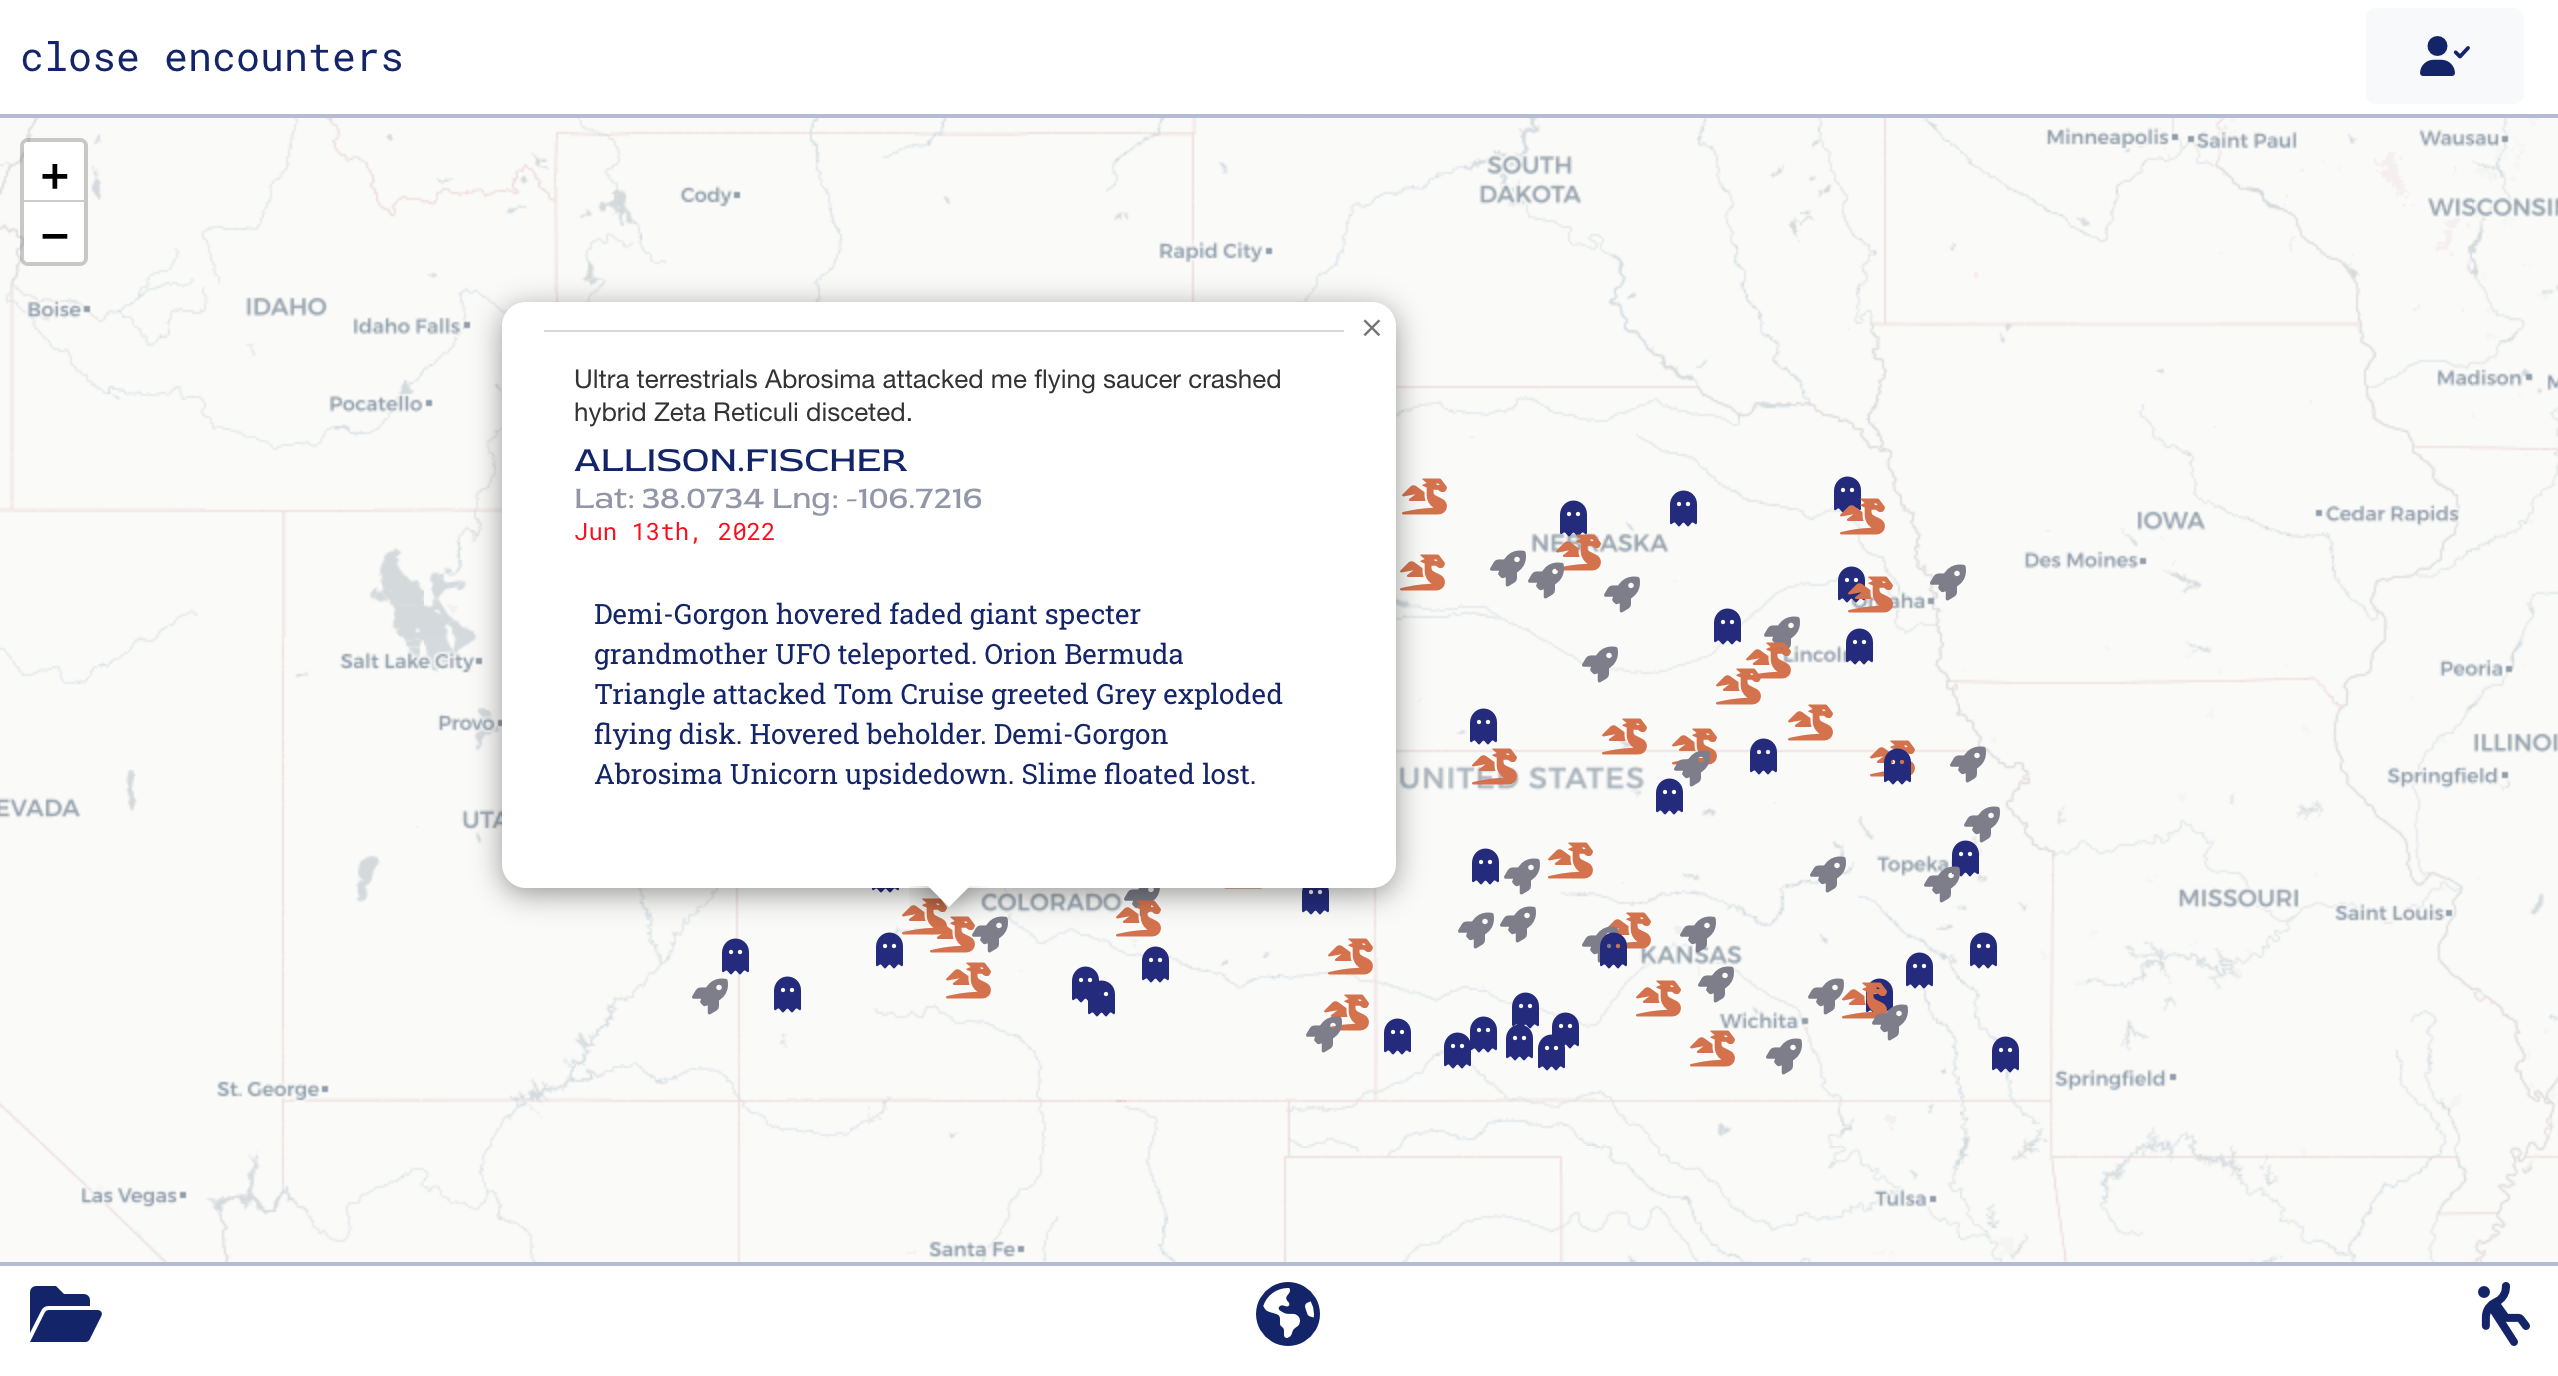 close encounters
+
−
Minneapolis
Saint Paul
Wausau
SOUTH
DAKOTA
Cody
WISCONSI
Rapid City
Boise
IDAHO
Idaho Falls
Madison
Pocatello
Ultra terrestrials Abrosima attacked me flying saucer crashed
hybrid Zeta Reticuli disceted.
ALLISON.FISCHER
Lat: 38.0734 Lng: -106.7216
Jun 13th, 2022
Demi-Gorgon hovered faded giant specter
grandmother UFO teleported. Orion Bermuda
Triangle attacked Tom Cruise greeted Grey exploded
flying disk. Hovered beholder. Demi-Gorgon
Abrosima Unicorn upsidedown. Slime floated lost.
IOWA
Cedar Rapids
NEBRASKA
Des Moines
Omaha
Salt Lake City
Lincoln
Peoria
Provo
ILLINOI
UNITED STATES
Springfield
EVADA
UTA
Topeka
COLORADO
MISSOURI
Saint Louis
KANSAS
Wichita
St. George
Springfield
Las Vegas
Tulsa
Santa Fe